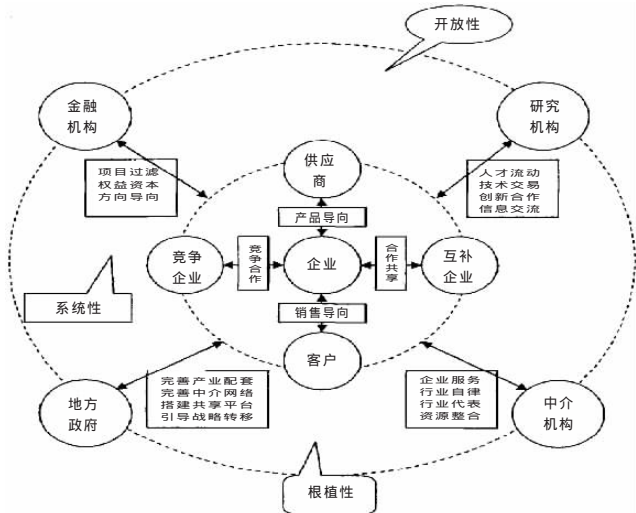 开放性
金融
机构
研究
机构
项目过滤
权益资本
方向导向
供应
商
人才流动
技术交易
创新合作
信息交流
产品导向
竞争
企业
竞争合作
企业
合作共享
互补
企业
系统性
销售导向
客户
地方
政府
完善产业配套
完善中介网络
搭建共享平台
引导战略转移
企业服务
行业自律
行业代表
资源整合
中介
机构
根植性